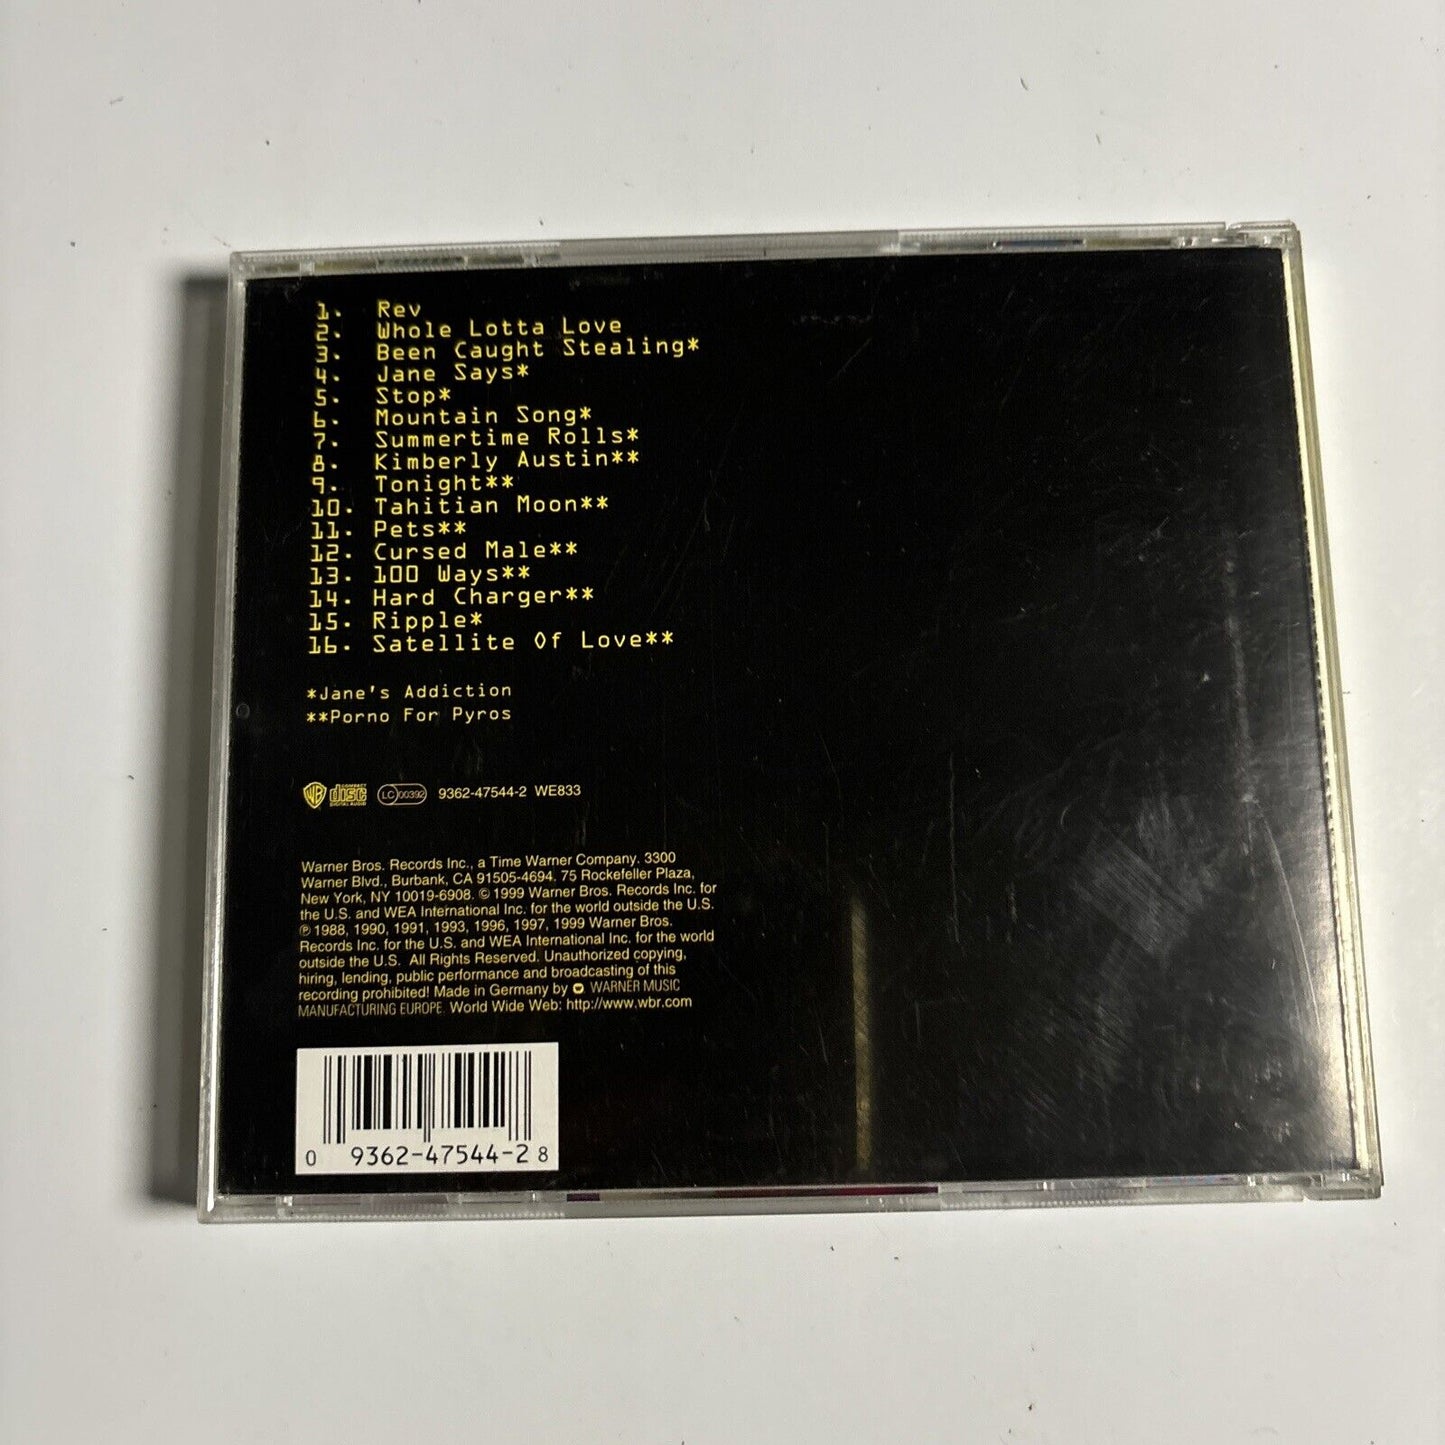 1. Rev
2. Whole Lotta Love
3. Been Caught Stealing*
4. Jane Says*
5. Stop*
6. Mountain Song*
7. Summertime Rolls*
8. Kimberly Austin**
9. Tonight**
10. Tahitian Moon**
11. Pets**
12. Cursed Male**
13. 100 Ways**
14. Hard Charger**
15. Ripple*
16. Satellite Of Love**
*Jane's Addiction
**Porno For Pyros
WB COMPACT disc DIGITAL AUDIO LC 00392 9362-47544-2 WE833
Warner Bros. Records Inc., a Time Warner Company. 3300
Warner Blvd., Burbank, CA 91505-4694. 75 Rockefeller Plaza,
New York, NY 10019-6908. © 1999 Warner Bros. Records Inc. for
the U.S. and WEA International Inc. for the world outside the U.S.
℗ 1988, 1990, 1991, 1993, 1996, 1997, 1999 Warner Bros.
Records Inc. for the U.S. and WEA International Inc. for the world
outside the U.S. All Rights Reserved. Unauthorized copying,
hiring, lending, public performance and broadcasting of this
recording prohibited! Made in Germany by WARNER MUSIC
MANUFACTURING EUROPE. World Wide Web: http://www.wbr.com
0 9362-47544-2 8